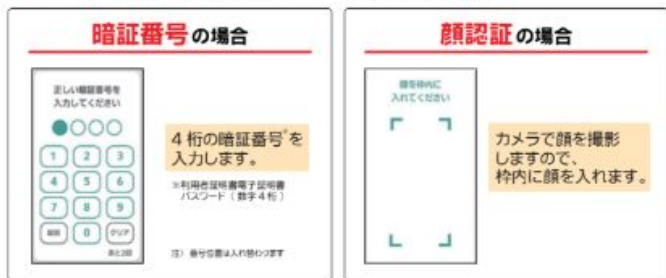 暗証番号の場合
正しい暗証番号を
入力してください
1 2 3
4 5 6
7 8 9
0 クリア
あと2回
4桁の暗証番号※を
入力します。
※利用者証明書電子証明書
パスワード(数字4桁)
注) 番号位置は入れ替わります
顔認証の場合
顔を枠内に
入れてください
カメラで顔を撮影
しますので、
枠内に顔を入れます。